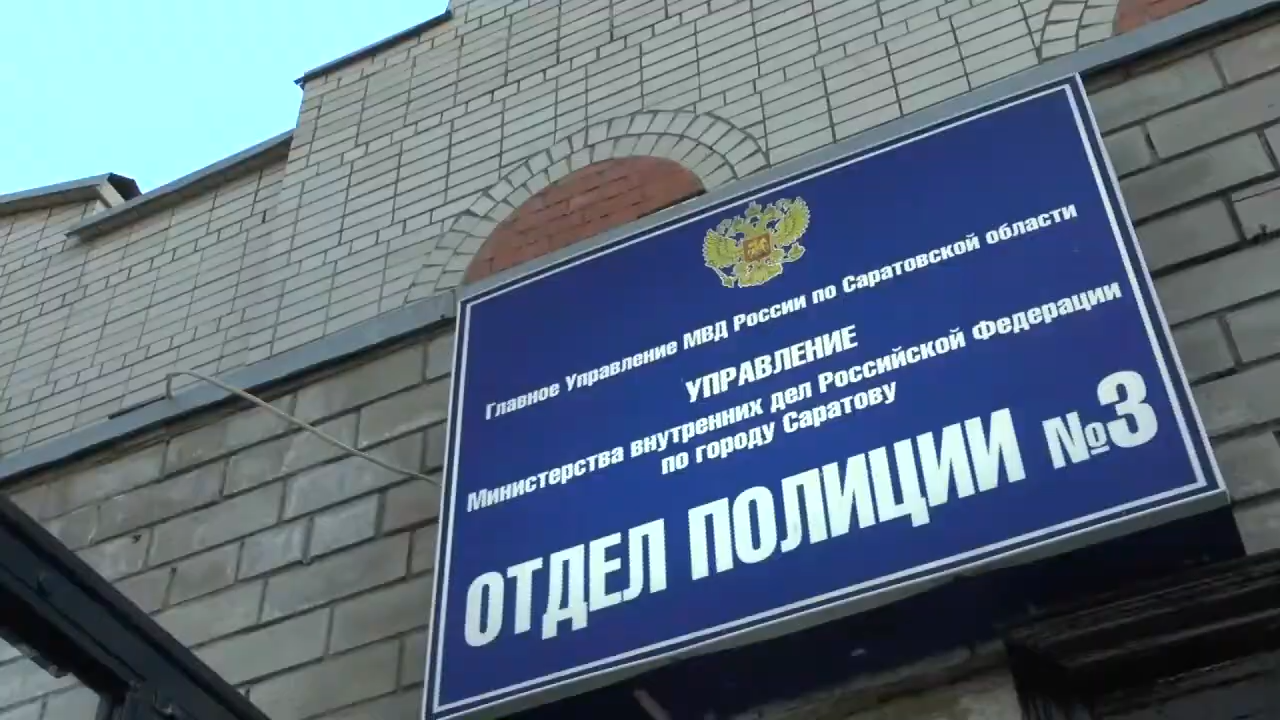 Главное Управление МВД России по Саратовской области
УПРАВЛЕНИЕ
Министерства внутренних дел Российской Федерации
по городу Саратову
ОТДЕЛ ПОЛИЦИИ №3